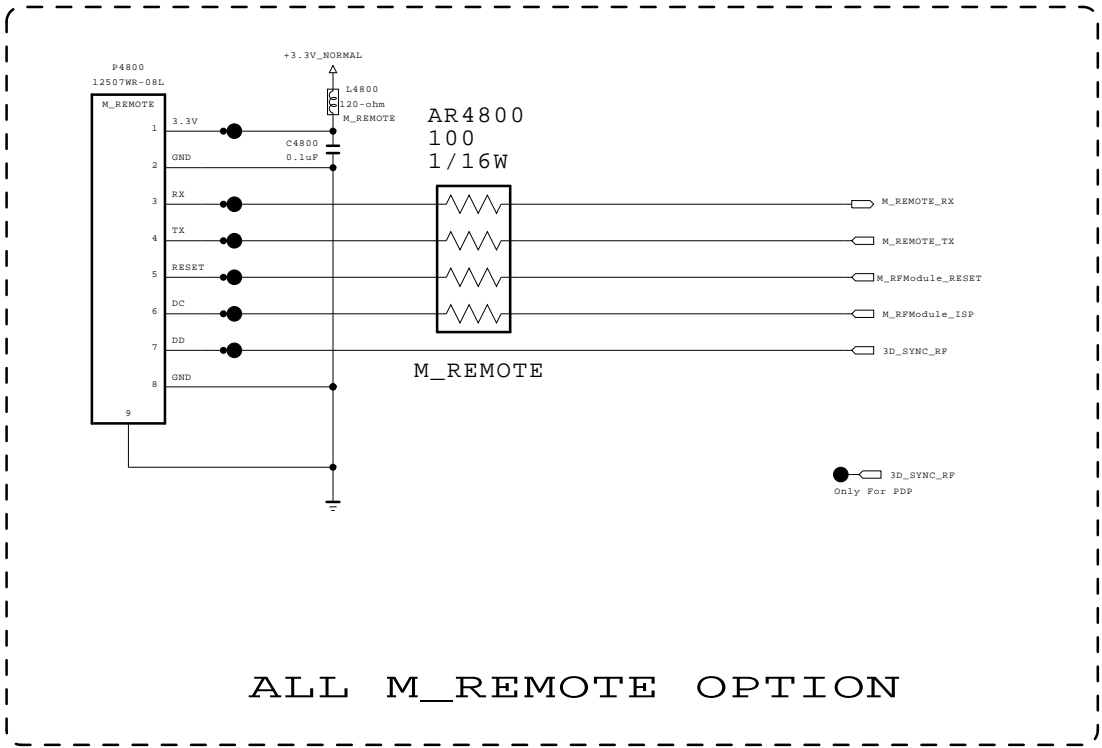 +3.3V_NORMAL
P4800
12507WR-08L
M_REMOTE
L4800
120-ohm
M_REMOTE
C4800
0.1uF
AR4800
100
1/16W
1
3.3V
2
GND
3
RX
M_REMOTE_RX
4
TX
M_REMOTE_TX
5
RESET
M_RFModule_RESET
6
DC
M_RFModule_ISP
7
DD
3D_SYNC_RF
M_REMOTE
8
GND
9
3D_SYNC_RF
Only For PDP
ALL M_REMOTE OPTION